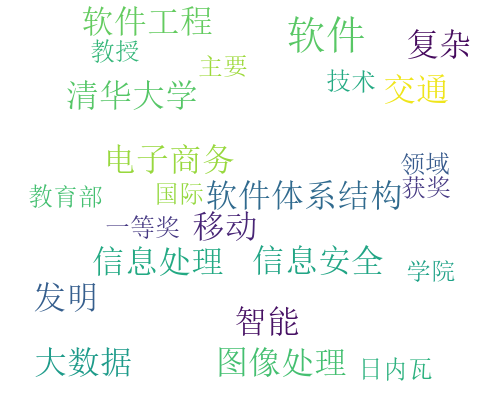 软件工程
软件
复杂
教授
主要
技术
交通
清华大学
电子商务
领域
教育部
国际
软件体系结构
获奖
一等奖
移动
信息处理
信息安全
学院
发明
智能
大数据
图像处理
日内瓦